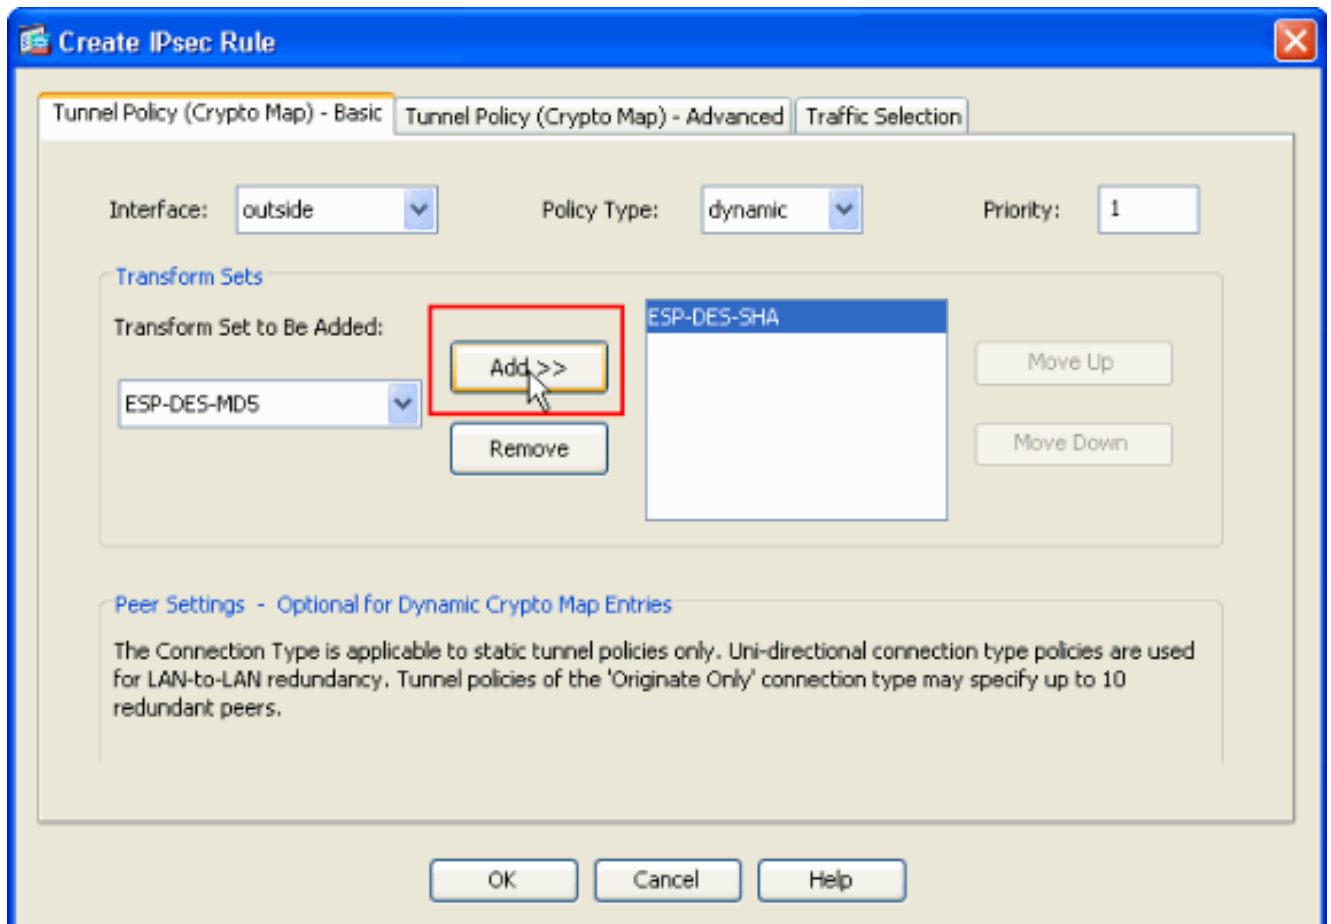 Create IPsec Rule
Tunnel Policy (Crypto Map) - Basic Tunnel Policy (Crypto Map) - Advanced Traffic Selection
Interface: outside Policy Type: dynamic Priority: 1
Transform Sets
Transform Set to Be Added:
ESP-DES-MD5
Add >>
Remove
ESP-DES-SHA
Move Up
Move Down
Peer Settings - Optional for Dynamic Crypto Map Entries
The Connection Type is applicable to static tunnel policies only. Uni-directional connection type policies are used
for LAN-to-LAN redundancy. Tunnel policies of the 'Originate Only' connection type may specify up to 10
redundant peers.
OK Cancel Help